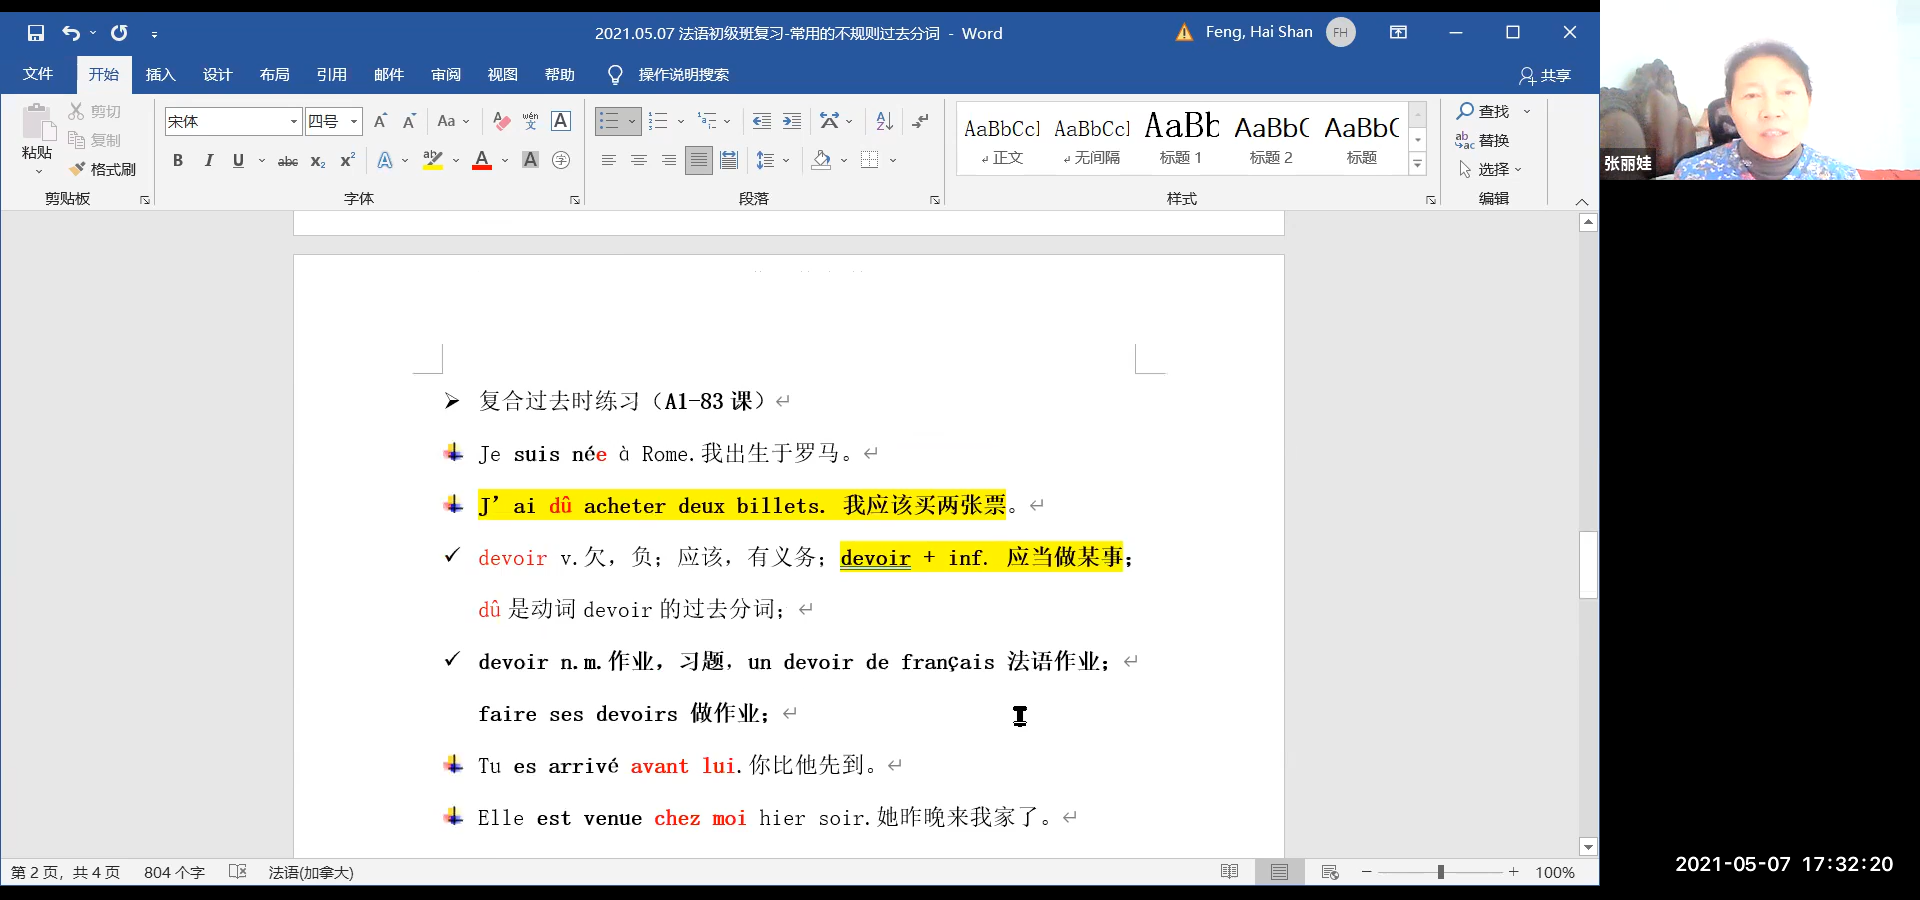 2021.05.07 法语初级班复习-常用的不规则过去分词 - Word
Feng, Hai Shan
FH
文件 开始 插入 设计 布局 引用 邮件 审阅 视图 帮助 操作说明搜索 共享
粘贴 剪切 复制 格式刷
剪贴板
宋体 四号
字体
段落
AaBbCcI AaBbCcI AaBb AaBbC AaBbC
正文 无间隔 标题 1 标题 2 标题
样式
查找
替换
选择
编辑
张丽娃
复合过去时练习（A1-83 课）
Je suis née à Rome.我出生于罗马。
J’ai dû acheter deux billets. 我应该买两张票。
devoir v.欠，负；应该，有义务；devoir + inf. 应当做某事；
dû 是动词 devoir 的过去分词；
devoir n.m.作业，习题，un devoir de français 法语作业；
faire ses devoirs 做作业；
Tu es arrivé avant lui.你比他先到。
Elle est venue chez moi hier soir.她昨晚来我家了。
第 2 页，共 4 页 804 个字 法语(加拿大) 100%
2021-05-07 17:32:20